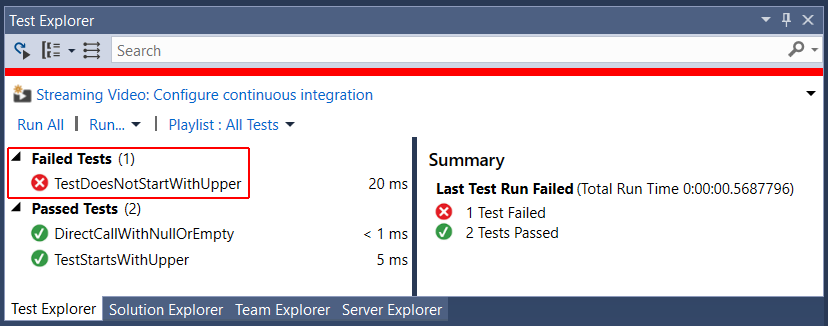 Test Explorer
Search
Streaming Video: Configure continuous integration
Run All | Run... | Playlist : All Tests
Failed Tests (1)
TestDoesNotStartWithUpper 20 ms
Passed Tests (2)
DirectCallWithNullOrEmpty < 1 ms
TestStartsWithUpper 5 ms
Summary
Last Test Run Failed (Total Run Time 0:00:00.5687796)
1 Test Failed
2 Tests Passed
Test Explorer Solution Explorer Team Explorer Server Explorer